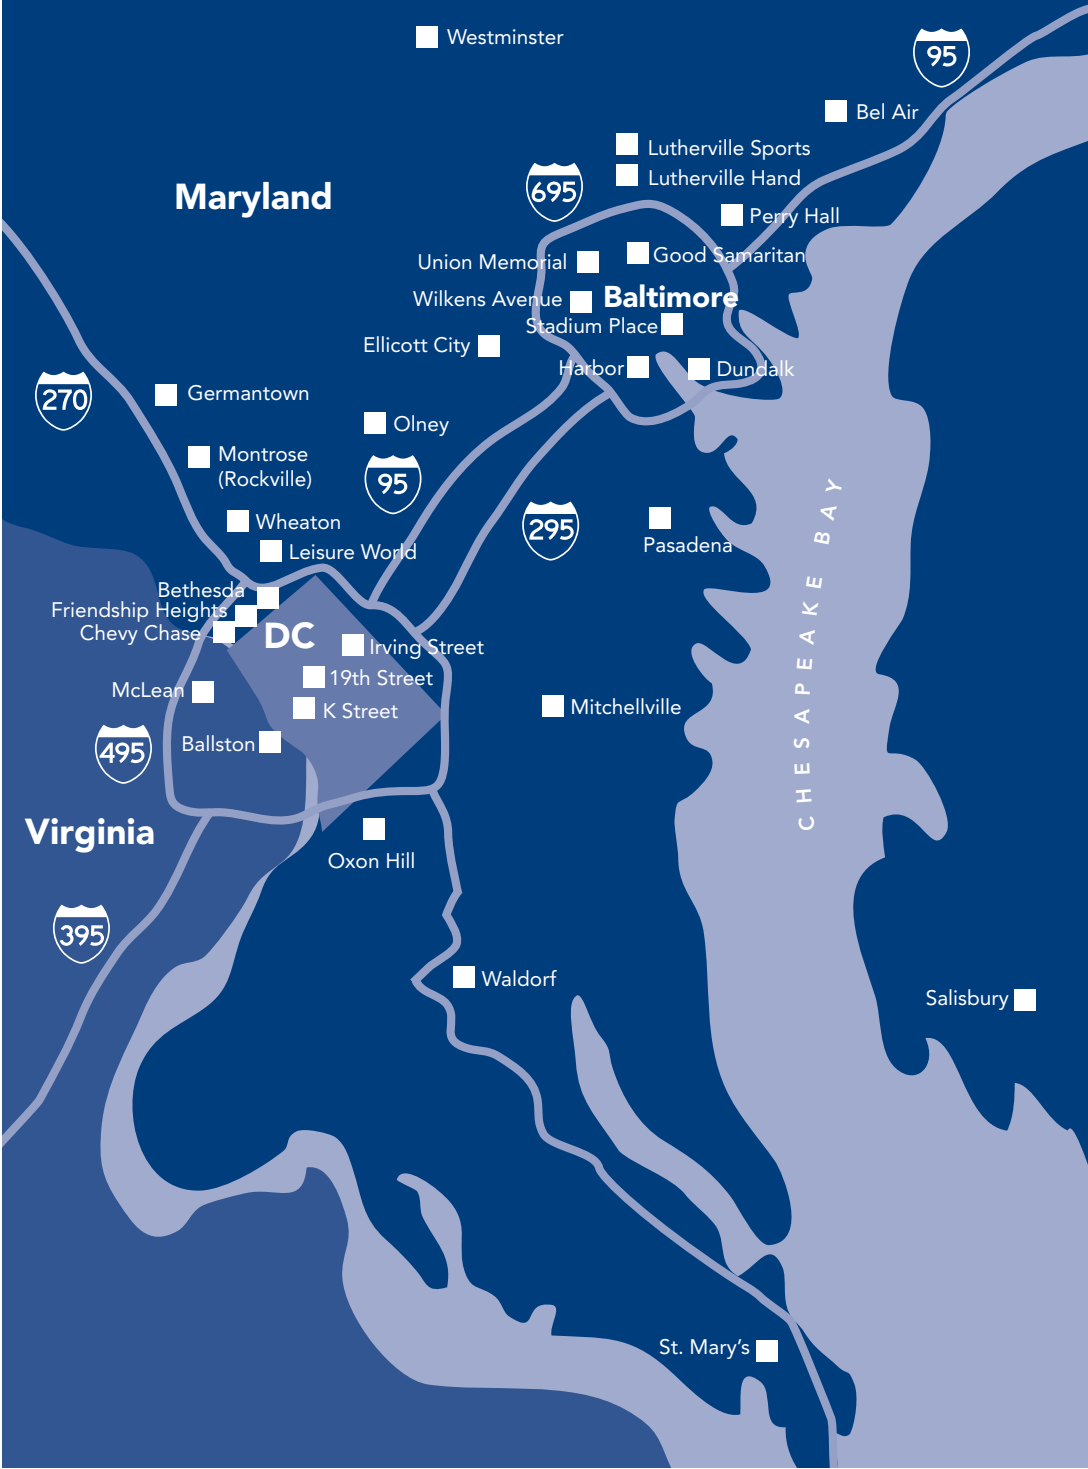 Westminster
95
Bel Air
Lutherville Sports
Lutherville Hand
695
Maryland
Perry Hall
Good Samaritan
Union Memorial
Wilkens Avenue
Baltimore
Stadium Place
Ellicott City
Harbor
Dundalk
270
Germantown
Olney
Montrose
(Rockville)
95
295
Wheaton
Pasadena
Leisure World
CHESAPEAKE BAY
Bethesda
Friendship Heights
Chevy Chase
DC
Irving Street
19th Street
McLean
K Street
Mitchellville
Ballston
495
Virginia
Oxon Hill
395
Waldorf
Salisbury
St. Mary’s